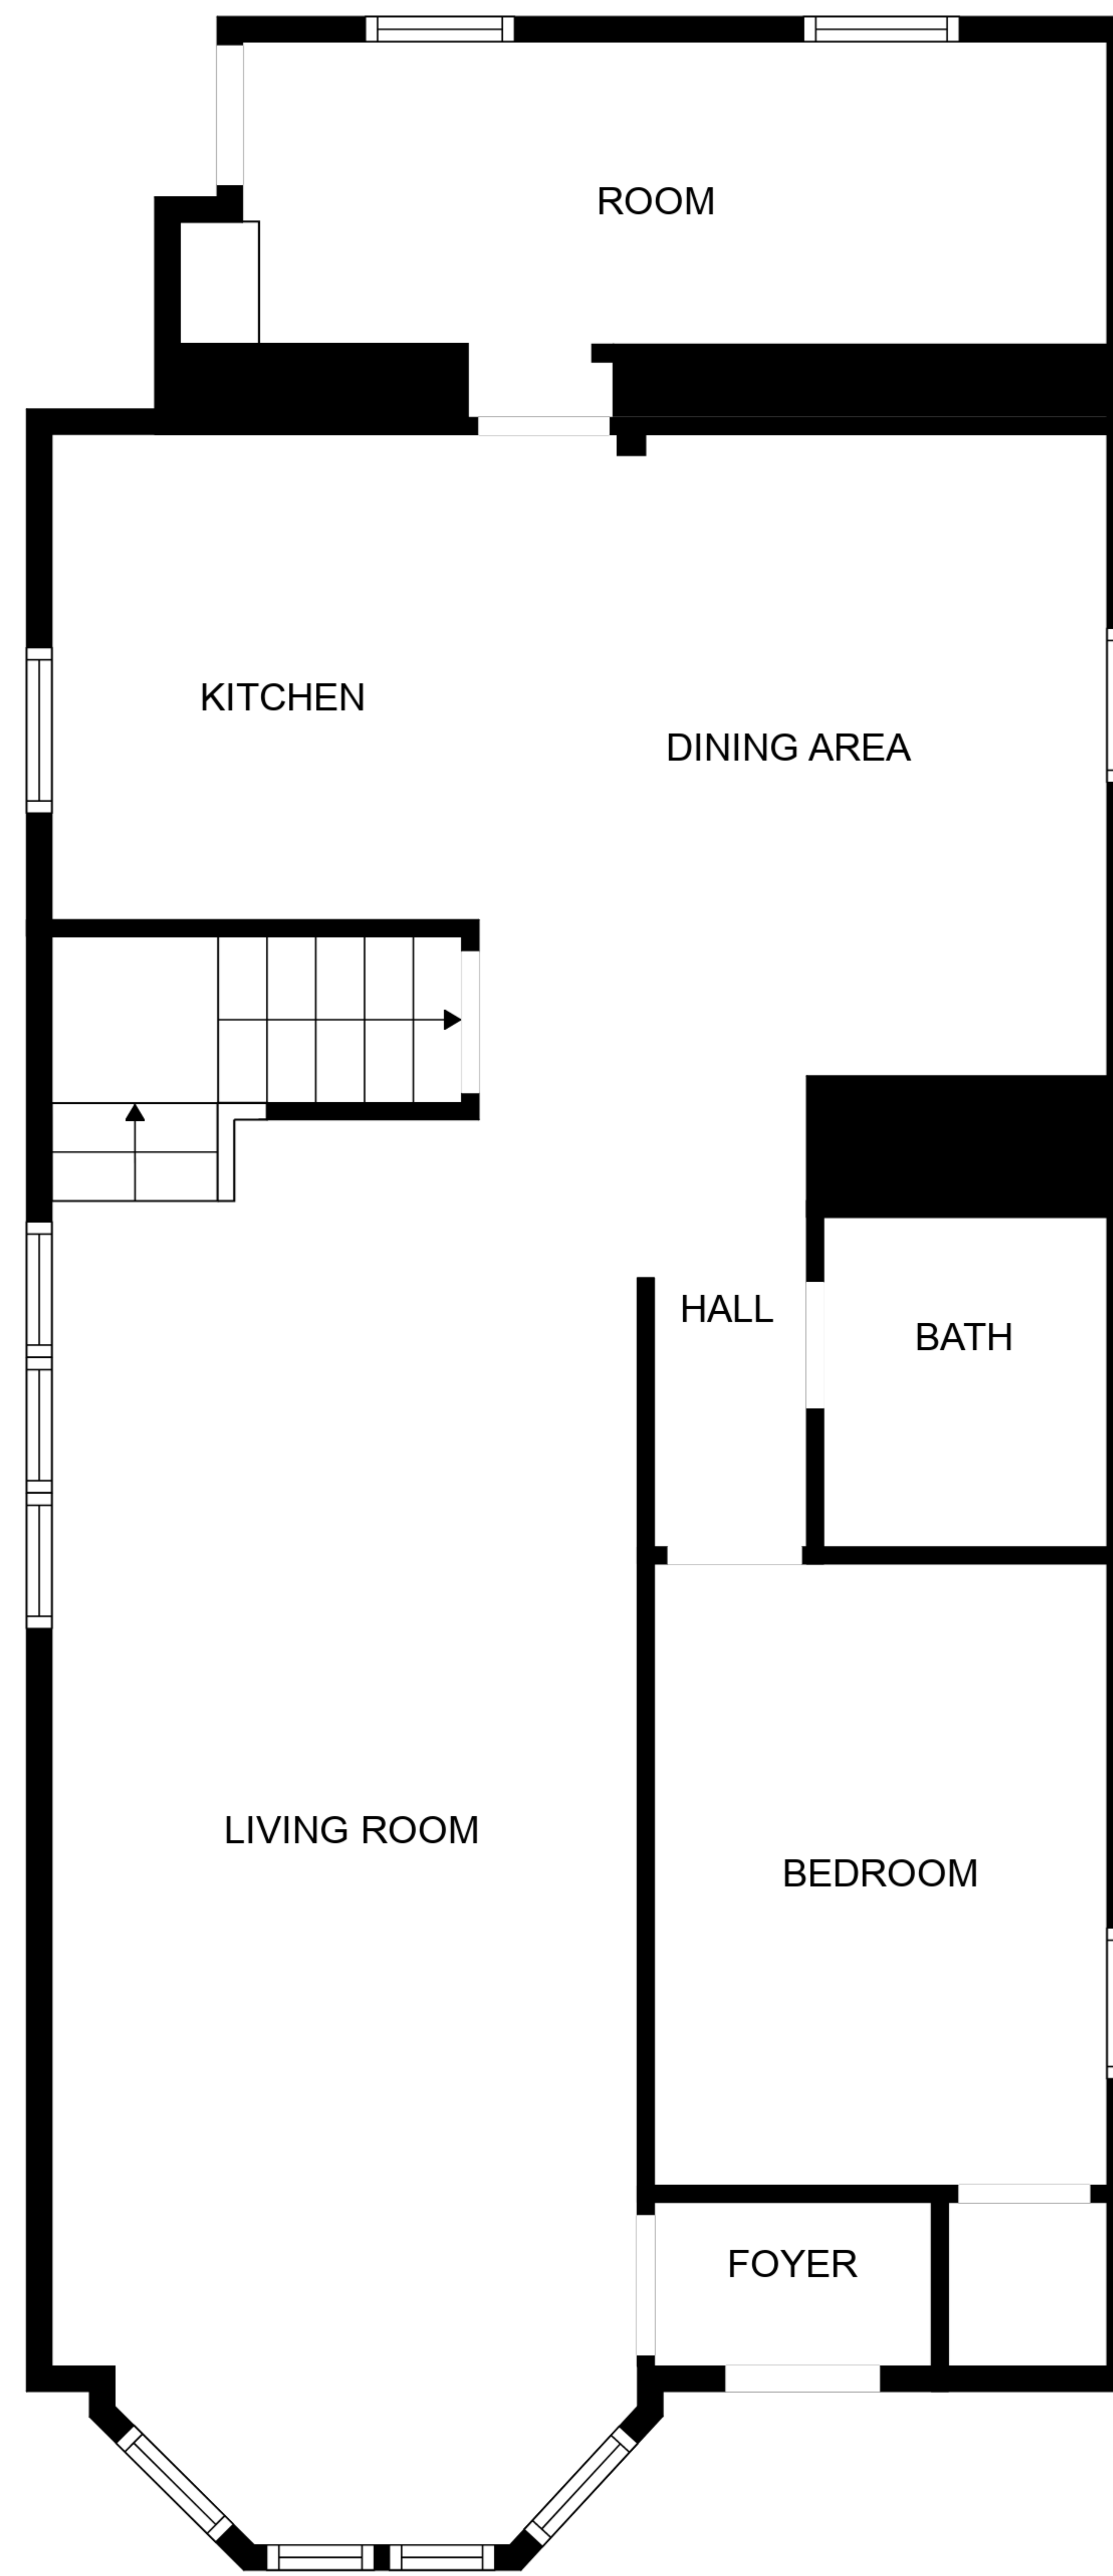 ROOM
KITCHEN
DINING AREA
HALL
BATH
LIVING ROOM
BEDROOM
FOYER